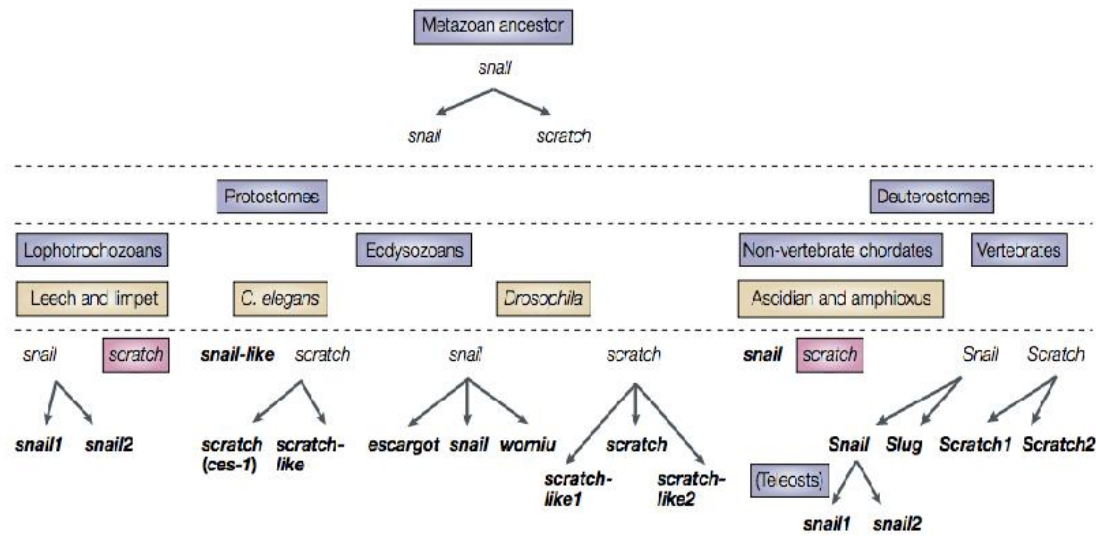 Metazoan ancestor
snail
snail scratch
Protostomes Deuterostomes
Lophotrochozoans Ecdysozoans Non-vertebrate chordates Vertebrates
Leech and limpet C. elegans Drosophila Ascidian and amphioxus
snail scratch snail-like scratch snail scratch snail scratch Snail Scratch
snail1 snail2 scratch scratch- escargot snail worniu scratch Snail Slug Scratch1 Scratch2
(ces-1) like
scratch- scratch- (Teleosts)
like1 like2
snail1 snail2